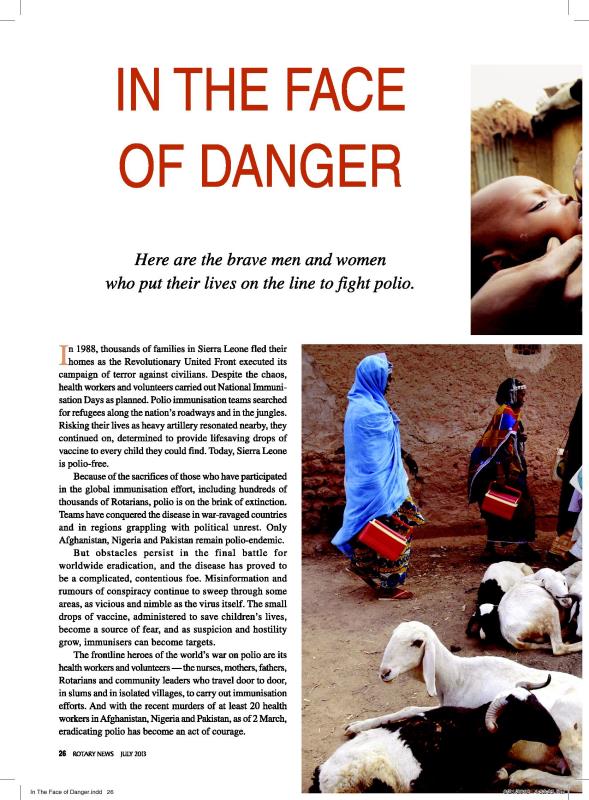 IN THE FACE
OF DANGER
Here are the brave men and women
who put their lives on the line to fight polio.
In 1988, thousands of families in Sierra Leone fled their
homes as the Revolutionary United Front executed its
campaign of terror against civilians. Despite the chaos,
health workers and volunteers carried out National Immuni-
sation Days as planned. Polio immunisation teams searched
for refugees along the nation's roadways and in the jungles.
Risking their lives as heavy artillery resonated nearby, they
continued on, determined to provide lifesaving drops of
vaccine to every child they could find. Today, Sierra Leone
is polio-free.
Because of the sacrifices of those who have participated
in the global immunisation effort, including hundreds of
thousands of Rotarians, polio is on the brink of extinction.
Teams have conquered the disease in war-ravaged countries
and in regions grappling with political unrest. Only
Afghanistan, Nigeria and Pakistan remain polio-endemic.
But obstacles persist in the final battle for
worldwide eradication, and the disease has proved to
be a complicated, contentious foe. Misinformation and
rumours of conspiracy continue to sweep through some
areas, as vicious and nimble as the virus itself. The small
drops of vaccine, administered to save children's lives,
become a source of fear, and as suspicion and hostility
grow, immunisers can become targets.
The frontline heroes of the world's war on polio are its
health workers and volunteers — the nurses, mothers, fathers,
Rotarians and community leaders who travel door to door,
in slums and in isolated villages, to carry out immunisation
efforts. And with the recent murders of at least 20 health
workers in Afghanistan, Nigeria and Pakistan, as of 2 March,
eradicating polio has become an act of courage.
26 ROTARY NEWS JULY 2013
In The Face of Danger.indd 26